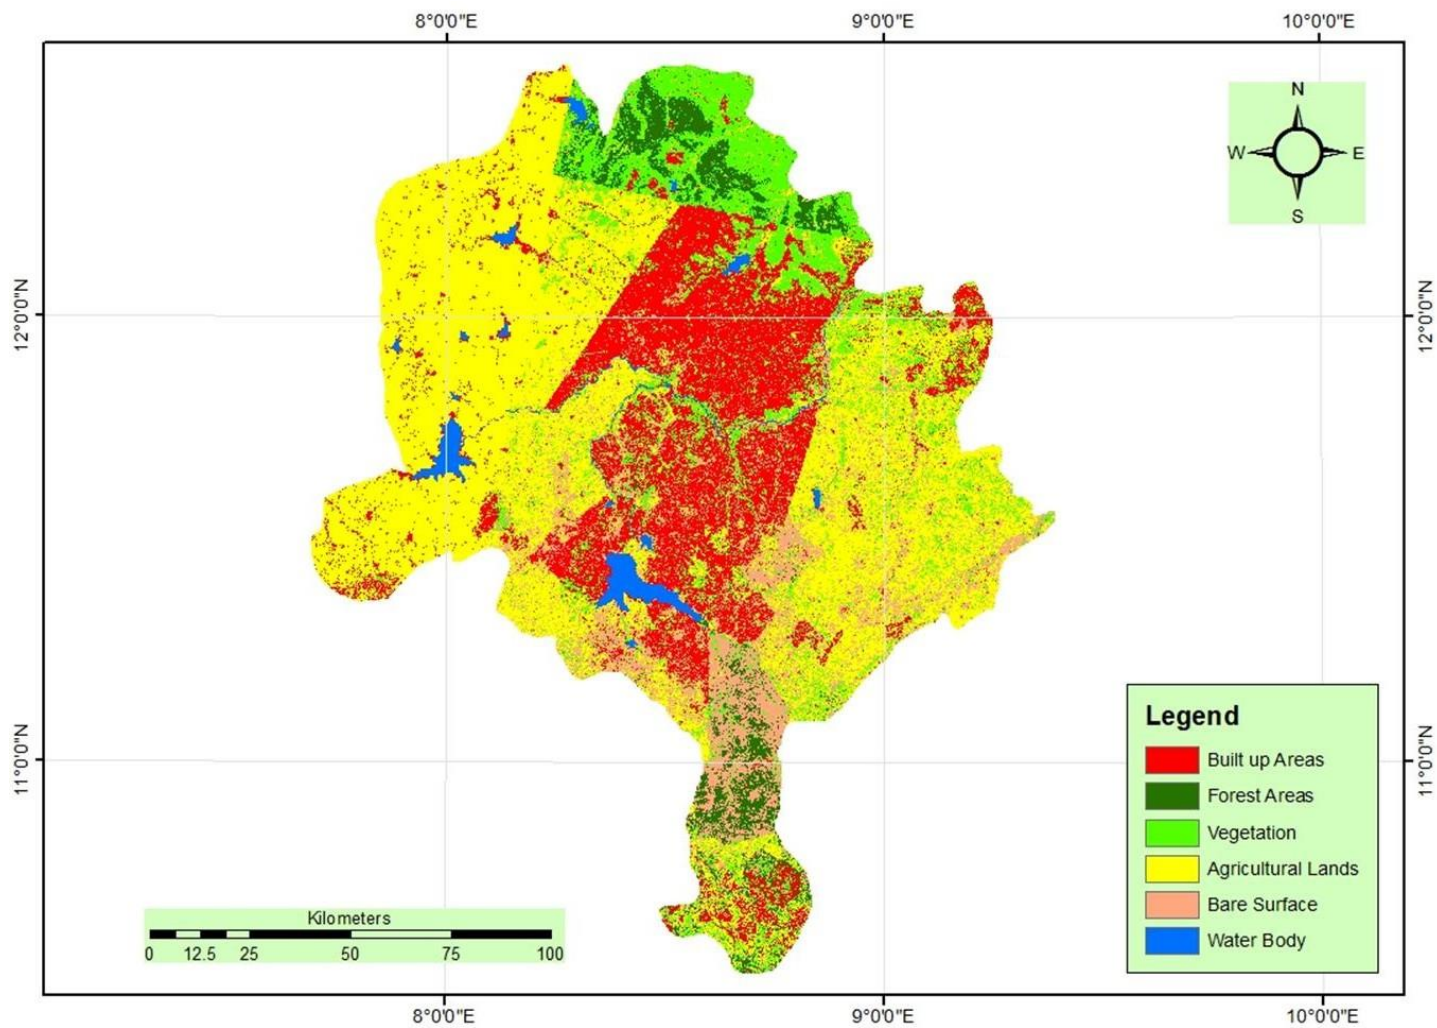 8°0'0"E 9°0'0"E 10°0'0"E
N
W E
S
12°0'0"N 12°0'0"N
Legend
Built up Areas
Forest Areas
Vegetation
Agricultural Lands
Bare Surface
Water Body
11°0'0"N 11°0'0"N
Kilometers
0 12.5 25 50 75 100
8°0'0"E 9°0'0"E 10°0'0"E